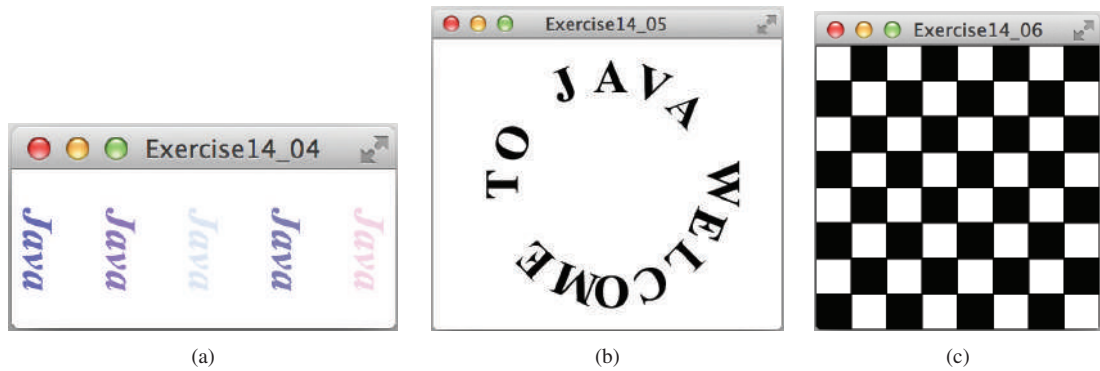 Exercise14_04
Java
Java
Java
Java
Java
Exercise14_05
WELCOME TO JAVA
Exercise14_06
(a)
(b)
(c)